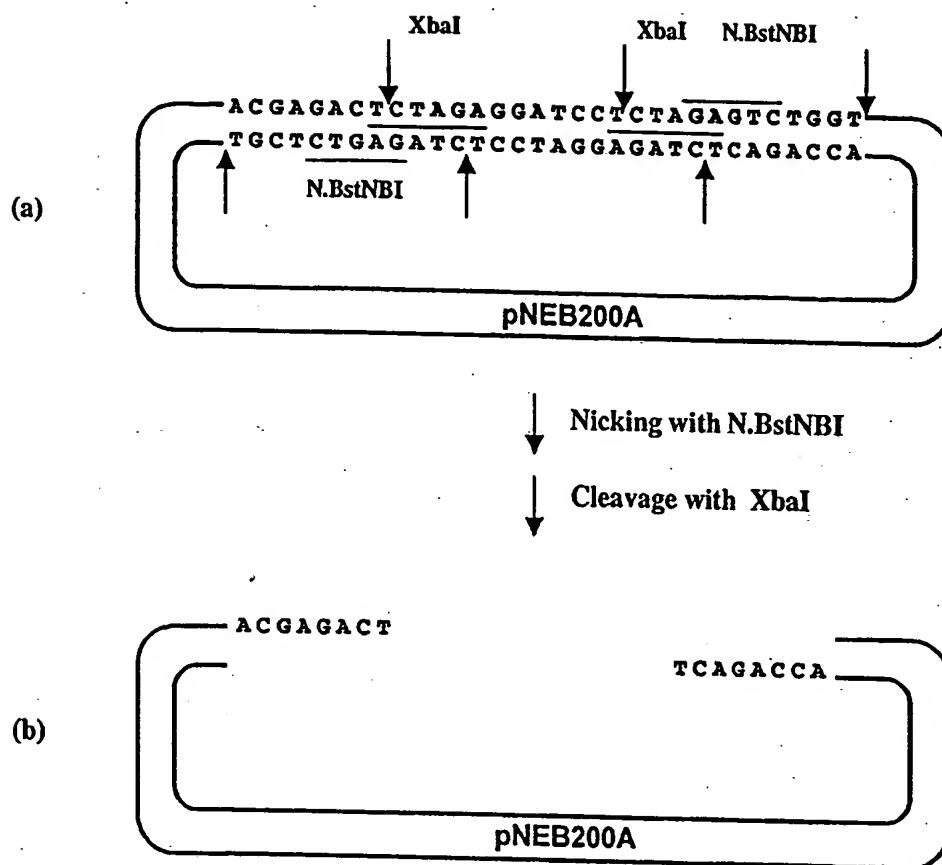 XbaI XbaI N.BstNBI
ACGAGACTCTAGAGGATCCTCTAGAGTCTGGT
TGCTCTGAGATCTCCTAGGAGATCTCAGACCA
N.BstNBI
(a)
pNEB200A
Nicking with N.BstNBI
Cleavage with XbaI
ACGAGACT
TCAGACCA
(b)
pNEB200A